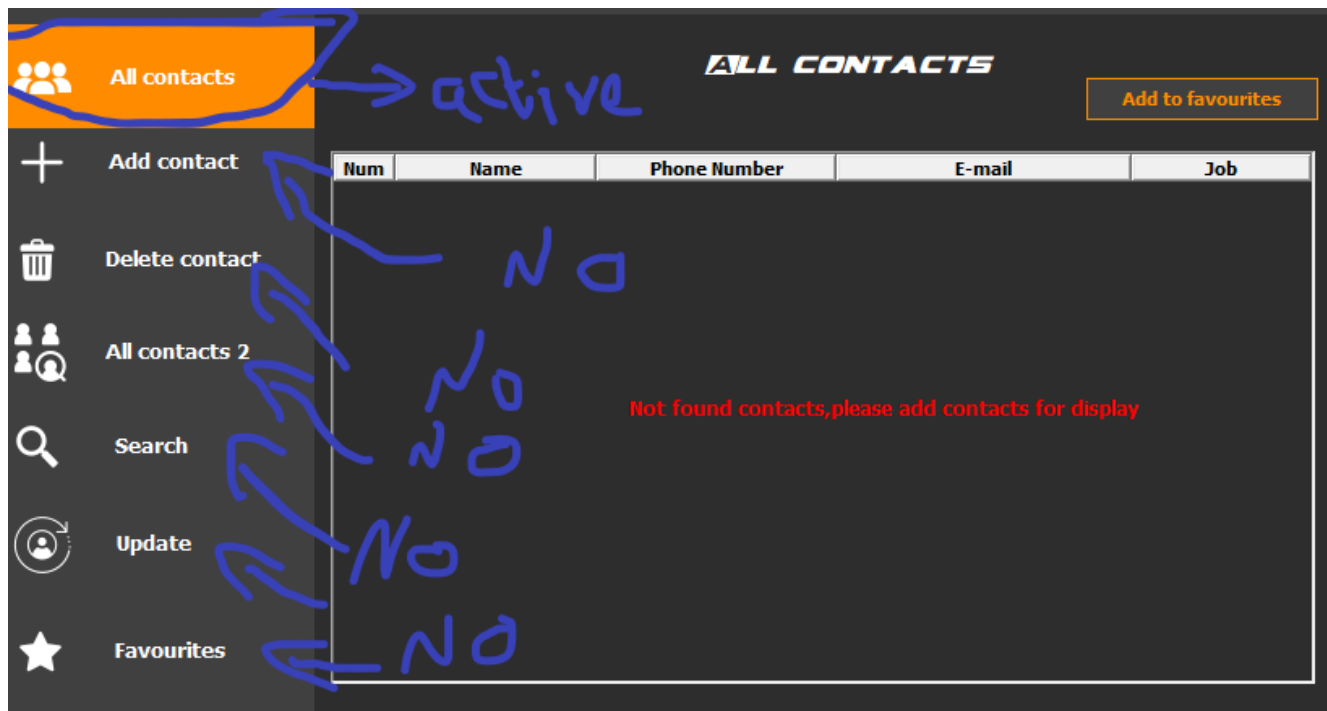 All contacts
active
ALL CONTACTS
Add to favourites
Add contact
Num Name Phone Number E-mail Job
Delete contact
No
All contacts 2
No
Not found contacts,please add contacts for display
Search
No
Update
No
Favourites
No